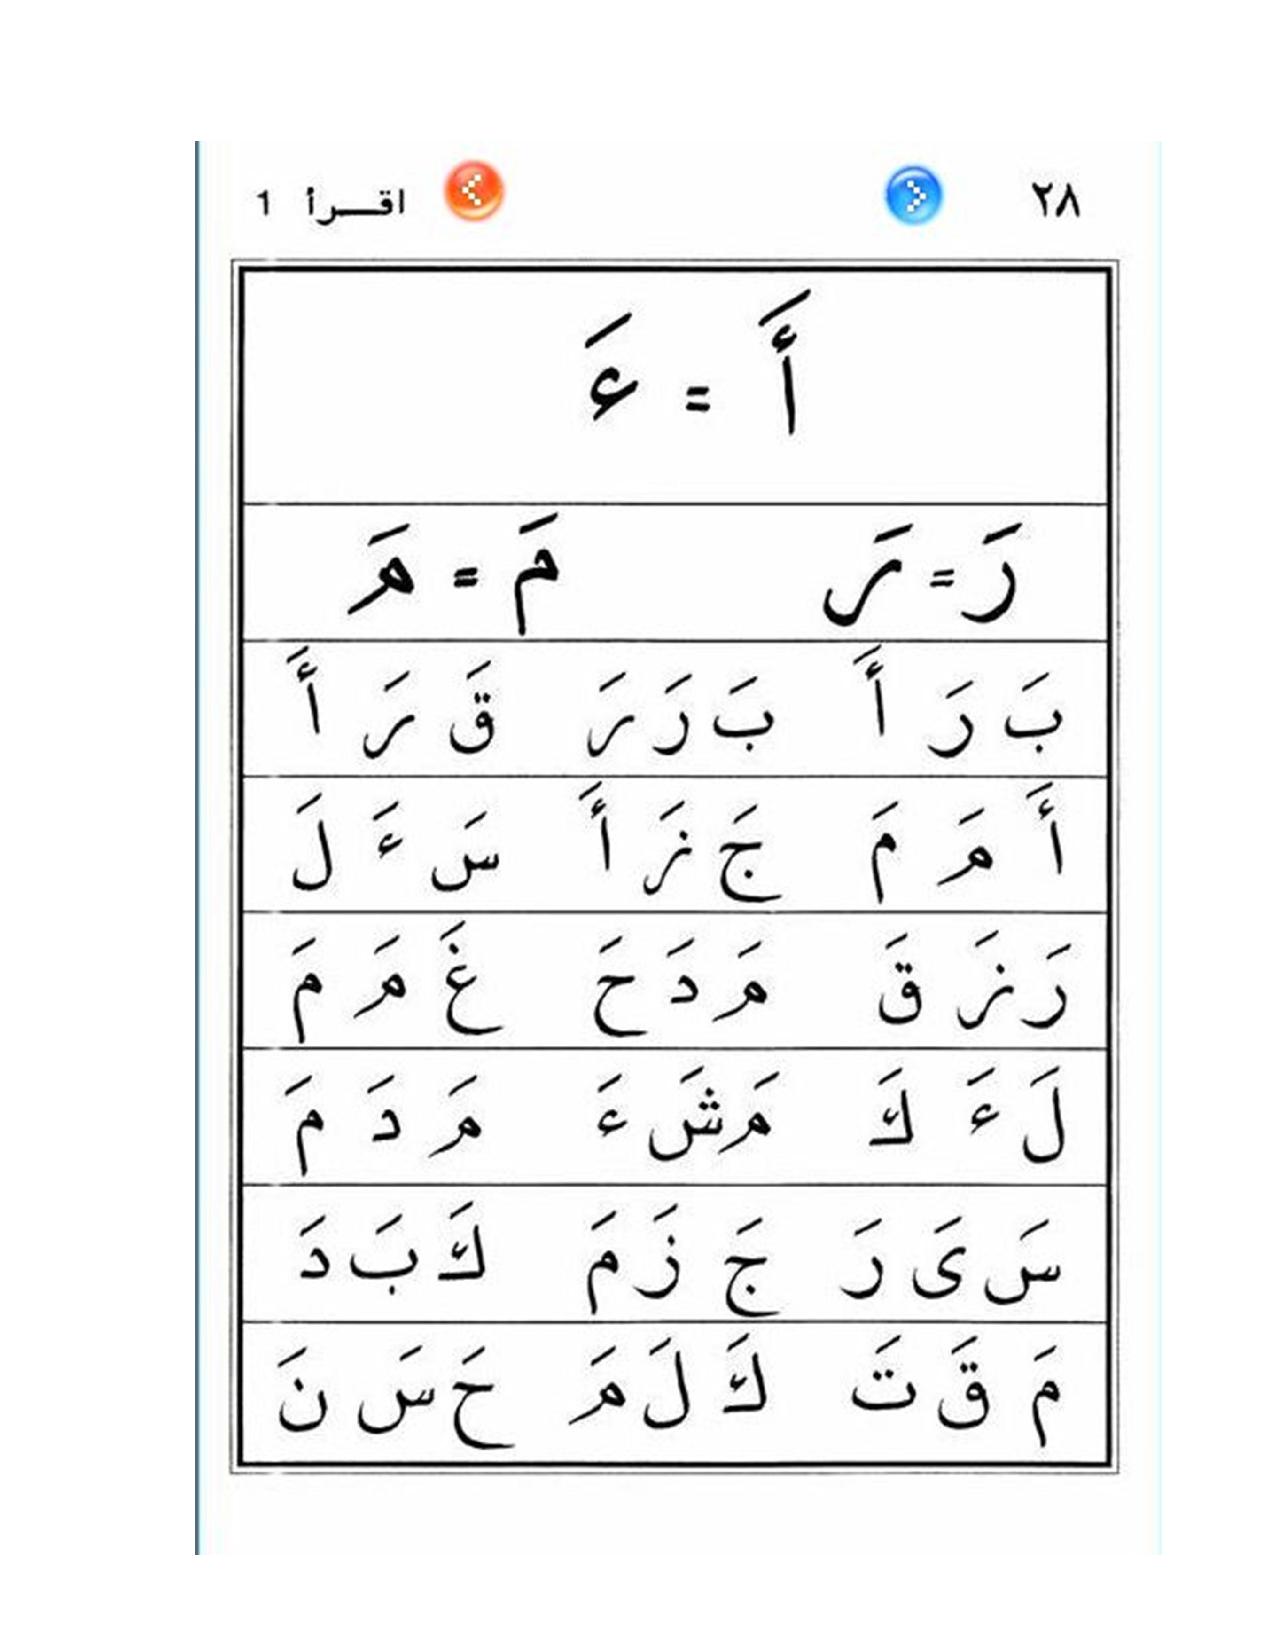 ٢٨ اقـــرأ 1
أَ = ءَ
رَ = رَ مَ = مَ
بَ رَ أَ بَ رَ رَ قَ رَ أَ
أَ مَ مَ جَ زَ أَ سَ ءَ لَ
رَ زَ قَ مَ دَ حَ غَ مَ مَ
لَ ءَ كَ مَ شَ ءَ مَ دَ مَ
سَ ىَ رَ جَ زَ مَ كَ بَ دَ
مَ قَ تَ كَ لَ مَ حَ سَ نَ